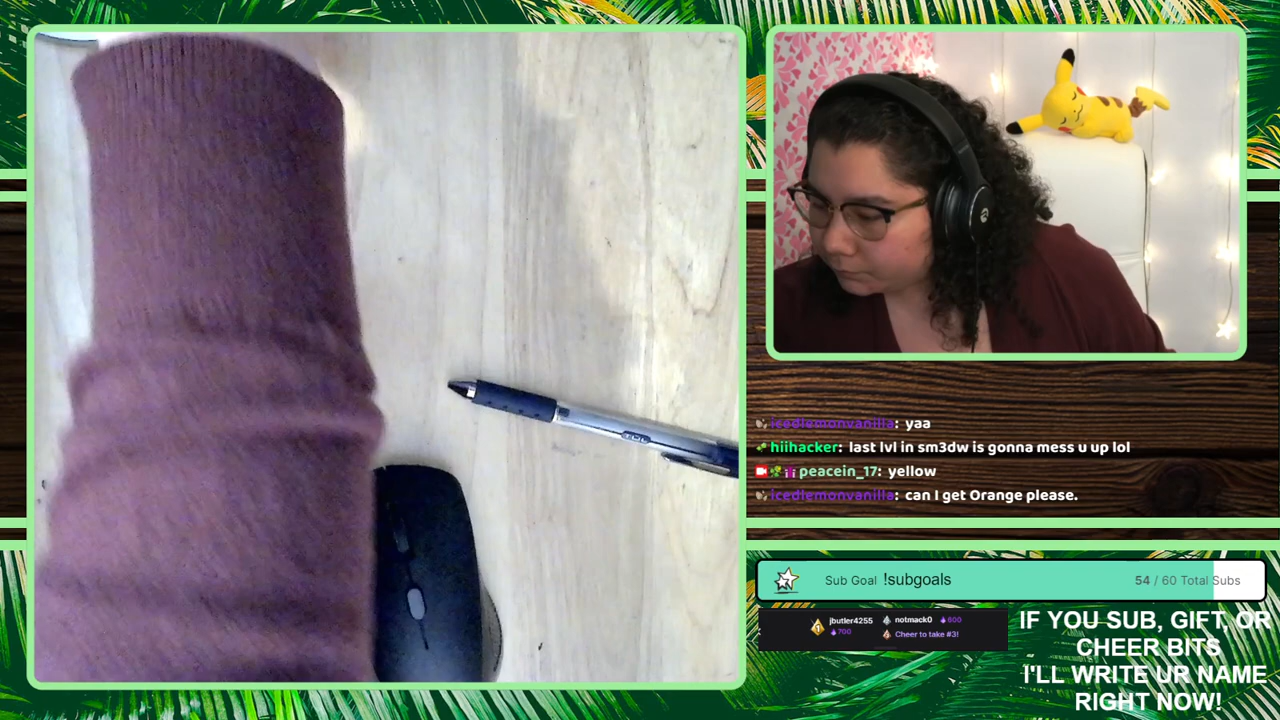 icedlemonvanilla: yaa
hiihacker: last lvl in sm3dw is gonna mess u up lol
peacein_17: yellow
icedlemonvanilla: can I get Orange please.
Sub Goal !subgoals 54 / 60 Total Subs
1 jbutler4255 700
notmack0 600
Cheer to take #3!
IF YOU SUB, GIFT, OR
CHEER BITS
I'LL WRITE UR NAME
RIGHT NOW!